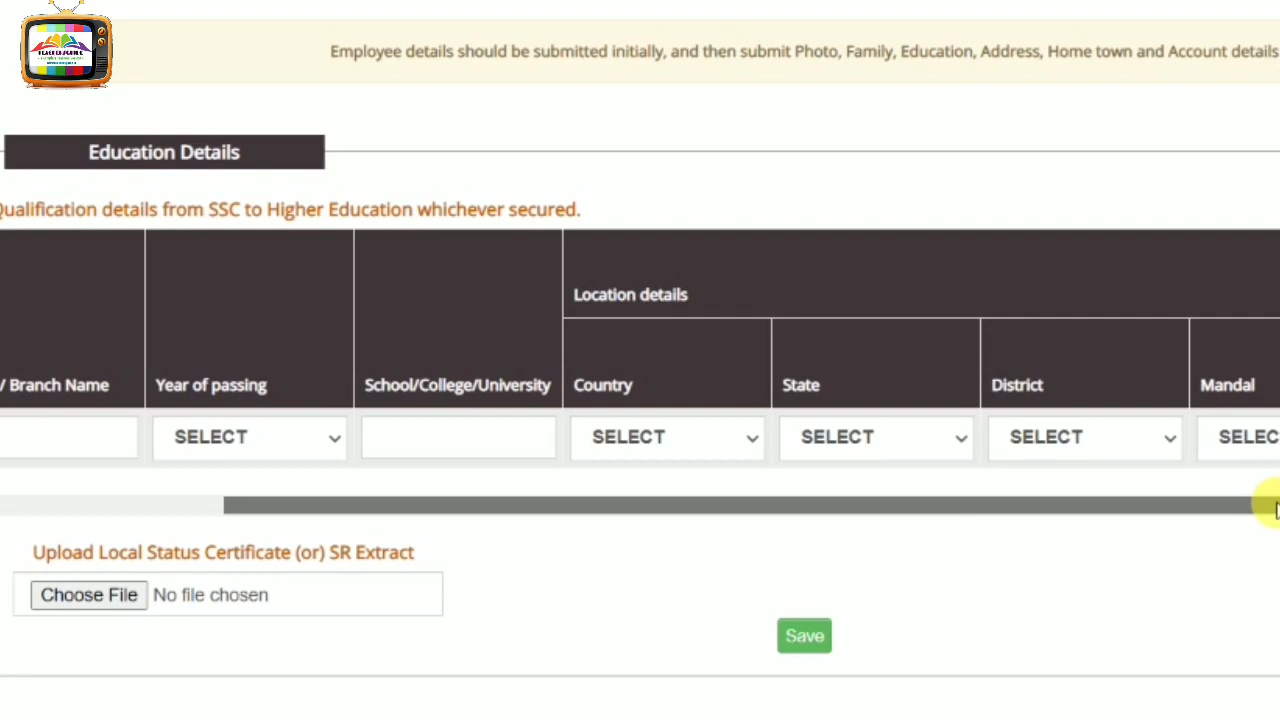 Employee details should be submitted initially, and then submit Photo, Family, Education, Address, Home town and Account details
Education Details
Qualification details from SSC to Higher Education whichever secured.
Location details
/ Branch Name
Year of passing
School/College/University
Country
State
District
Mandal
SELECT
SELECT
SELECT
SELECT
SELEC
Upload Local Status Certificate (or) SR Extract
Choose File No file chosen
Save